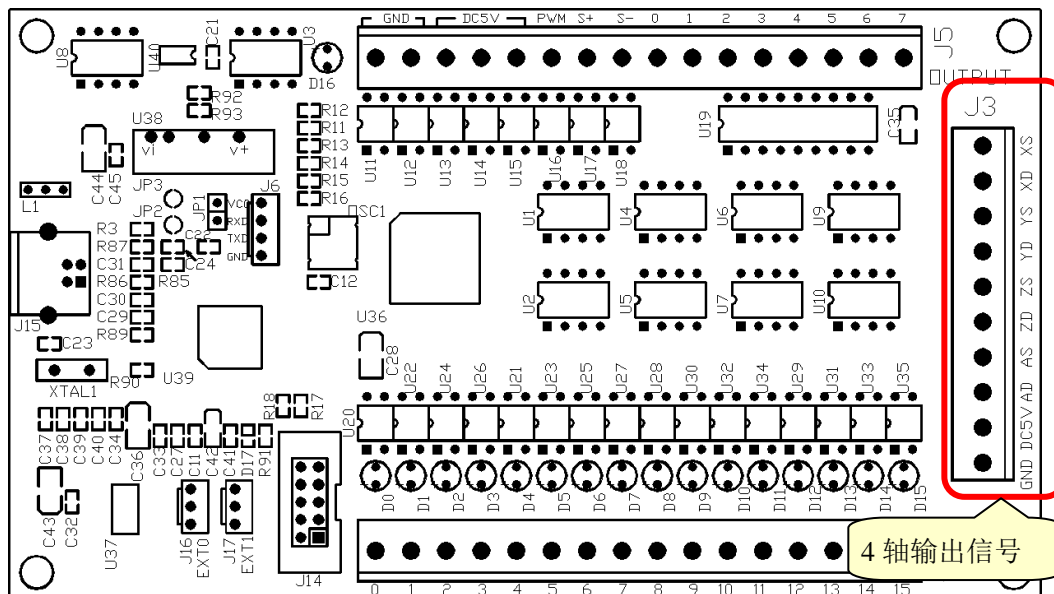 GND DC5V PWM S+ S- 0 1 2 3 4 5 6 7
J5
OUTPUT
U8 U40 C21 U3
D16
R92
R93
U38
vi v+
C44 C45
L1
JP3
JP2
JP1
J6
VCC
RXD
TXD
GND
R12
R11
R13
R14
R15
R16
U11 U12 U13 U14 U15 U16 U17 U18
U19
C35
OSC1
C12
U1 U4 U6 U9
U2 U5 U7 U10
R3
R87
C31
R86
C30
C29
R89
C22
C24
R85
J15
C23
XTAL1
R90
U39
U36
C28
U22 U24 U26 U21 U23 U25 U27 U28 U30 U32 U34 U29 U31 U33 U35
U20
R18 R17
C37 C38 C39 C40 C34 C36 C33 C27 C11 C42 C41 D17 R91
D0 D1 D2 D3 D4 D5 D6 D7 D8 D9 D10 D11 D12 D13 D14 D15
C43 C32
U37
J16
EXT0
J17
EXT1
J14
0 1 2 3 4 5 6 7 8 9 10 11 12 13 14 15
J3
XS
XD
YS
YD
ZS
ZD
AS
AD
DC5V
GND
4 轴输出信号